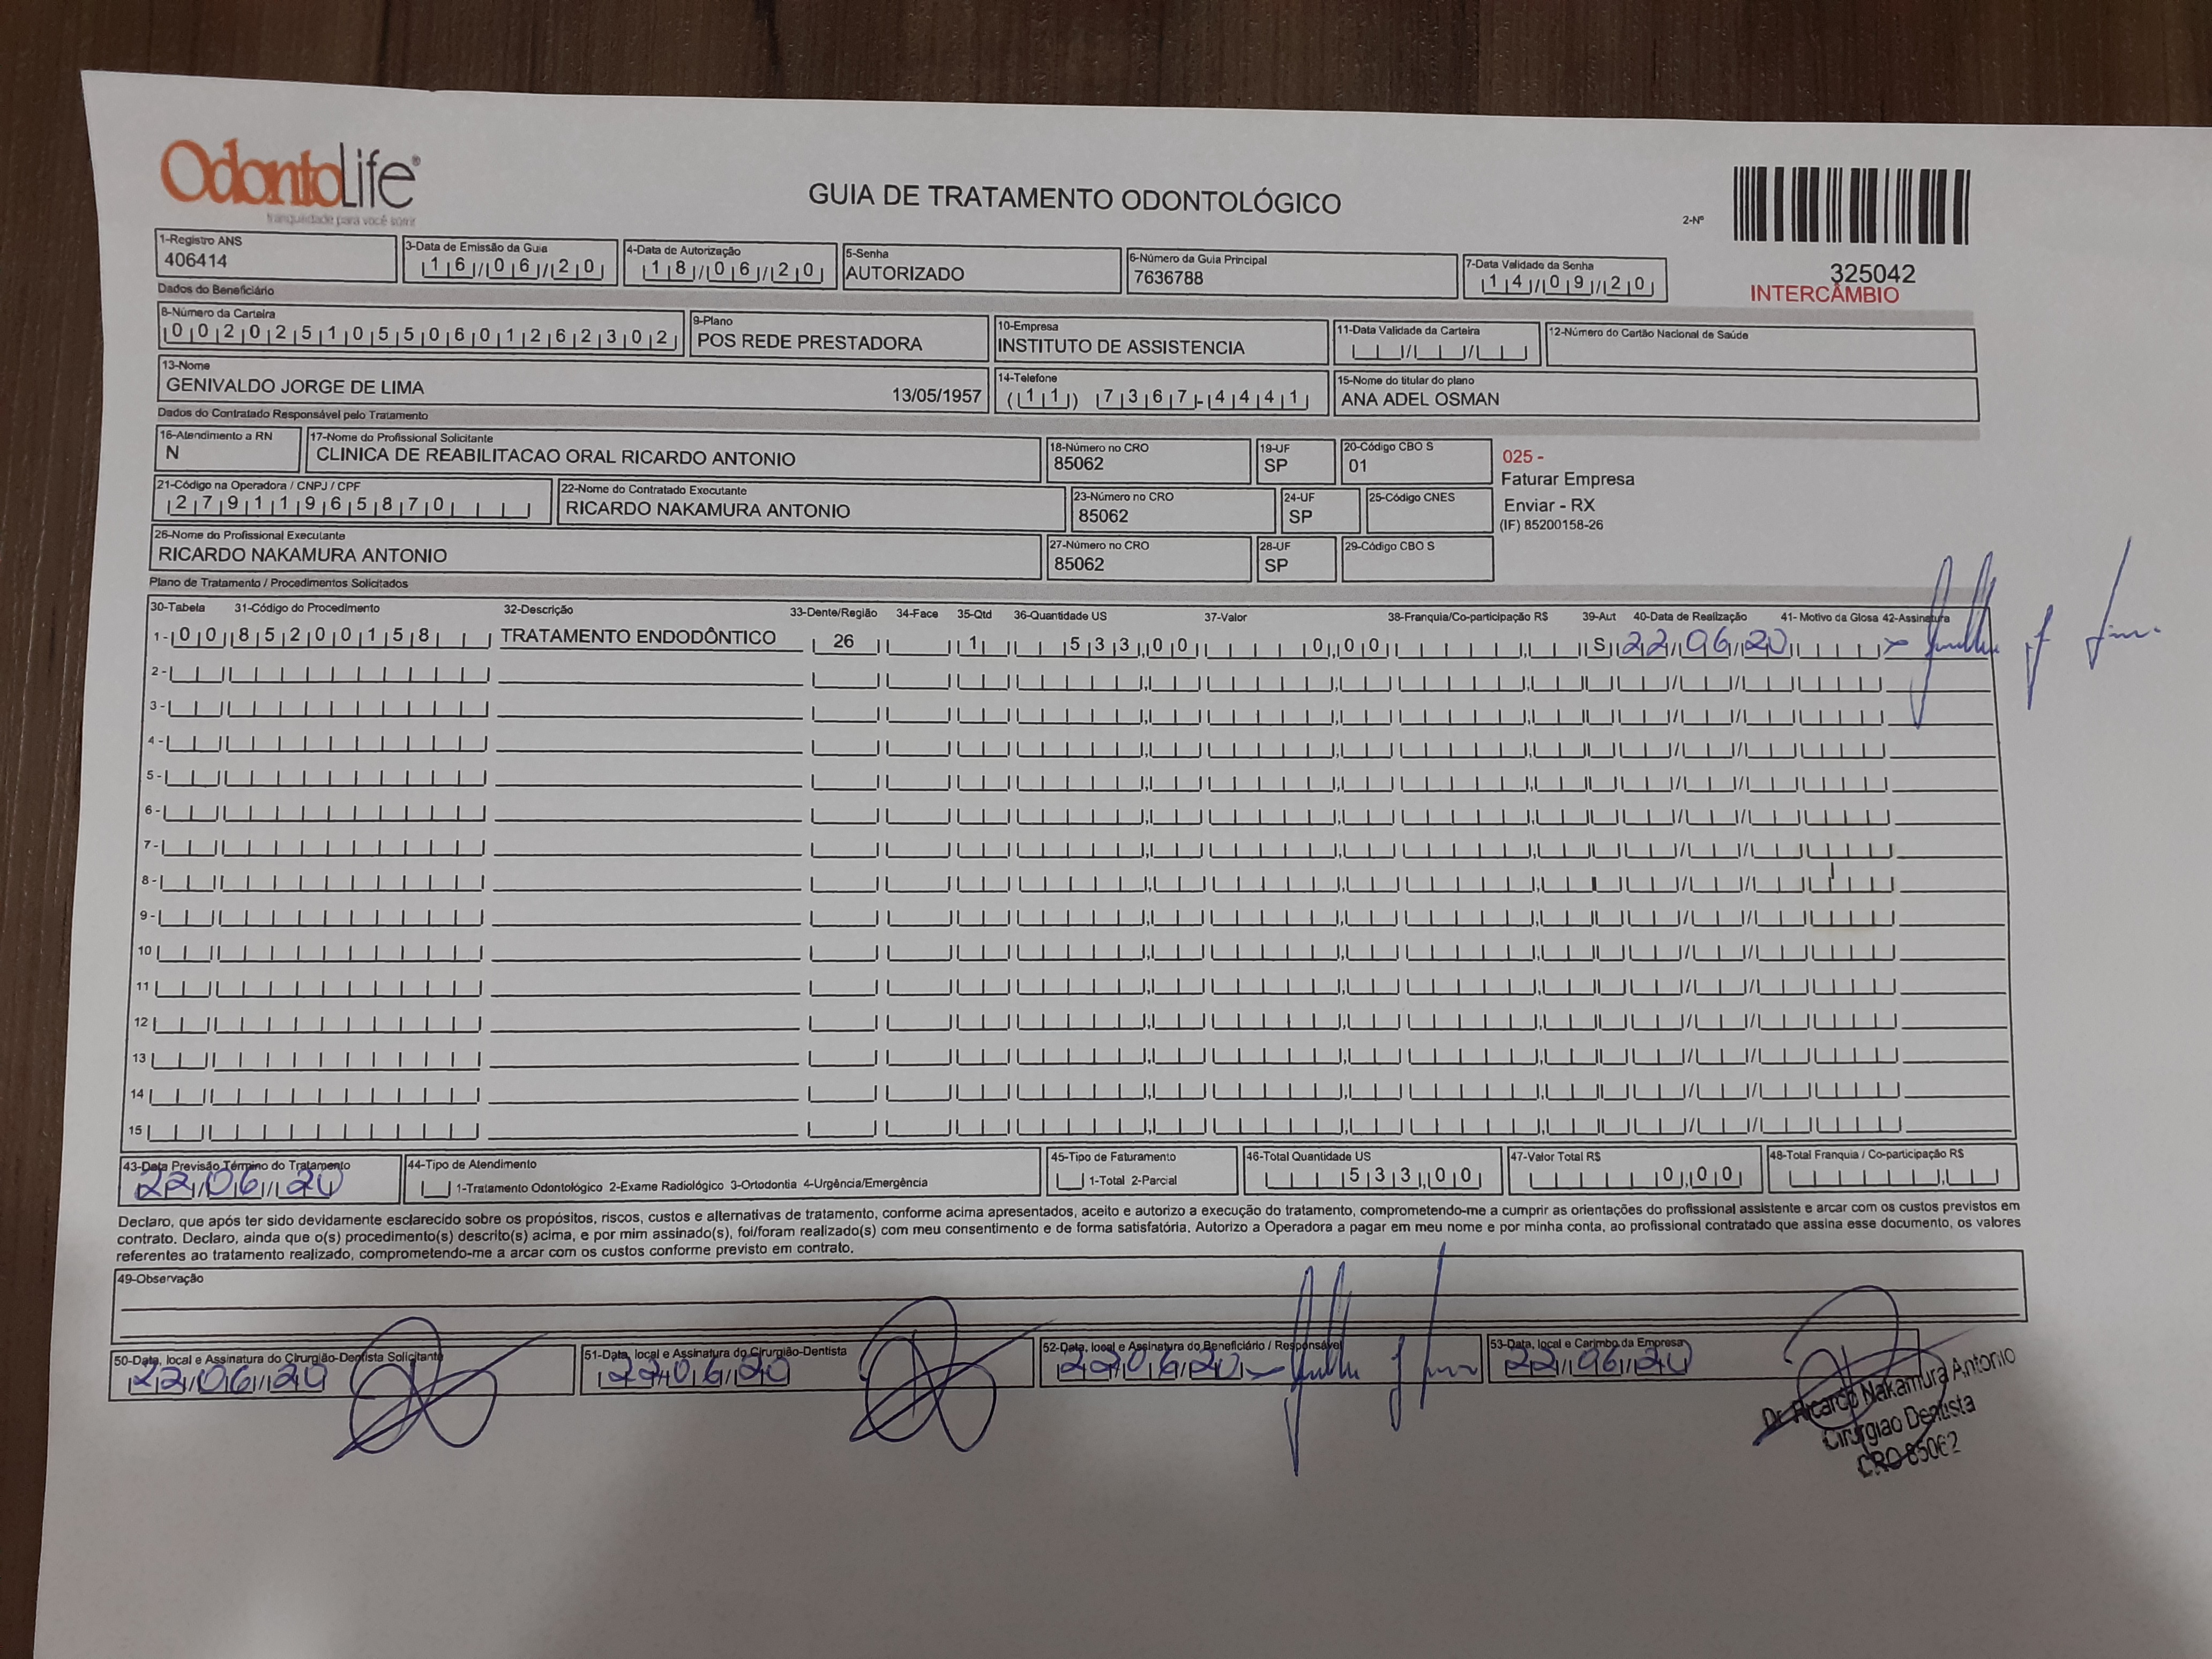 OdontoLife®
tranquilidade para você sorrir
GUIA DE TRATAMENTO ODONTOLÓGICO
2-Nº
325042
INTERCÂMBIO
1-Registro ANS
406414
3-Data de Emissão da Guia
16/06/20
4-Data de Autorização
18/06/20
5-Senha
AUTORIZADO
6-Número da Guia Principal
7636788
7-Data Validade da Senha
14/09/20
Dados do Beneficiário
8-Número da Carteira
00202510550601262302
9-Plano
POS REDE PRESTADORA
10-Empresa
INSTITUTO DE ASSISTENCIA
11-Data Validade da Carteira
12-Número do Cartão Nacional de Saúde
13-Nome
GENIVALDO JORGE DE LIMA 13/05/1957
14-Telefone
(11) 7367-4441
15-Nome do titular do plano
ANA ADEL OSMAN
Dados do Contratado Responsável pelo Tratamento
16-Atendimento a RN
N
17-Nome do Profissional Solicitante
CLINICA DE REABILITACAO ORAL RICARDO ANTONIO
18-Número no CRO
85062
19-UF
SP
20-Código CBO S
01
025 -
Faturar Empresa
Enviar - RX
(IF) 85200158-26
21-Código na Operadora / CNPJ / CPF
27911965870
22-Nome do Contratado Executante
RICARDO NAKAMURA ANTONIO
23-Número no CRO
85062
24-UF
SP
25-Código CNES
26-Nome do Profissional Executante
RICARDO NAKAMURA ANTONIO
27-Número no CRO
85062
28-UF
SP
29-Código CBO S
Plano de Tratamento / Procedimentos Solicitados
30-Tabela 31-Código do Procedimento 32-Descrição 33-Dente/Região 34-Face 35-Qtd 36-Quantidade US 37-Valor 38-Franquia/Co-participação R$ 39-Aut 40-Data de Realização 41- Motivo da Glosa 42-Assinatura
1- 00 85200158 TRATAMENTO ENDODÔNTICO 26 1 533,00 0,00 S 22/06/20
2-
3-
4-
5-
6-
7-
8-
9-
10
11
12
13
14
15
43-Data Previsão Término do Tratamento
22/06/20
44-Tipo de Atendimento
1-Tratamento Odontológico 2-Exame Radiológico 3-Ortodontia 4-Urgência/Emergência
45-Tipo de Faturamento
1-Total 2-Parcial
46-Total Quantidade US
533,00
47-Valor Total R$
0,00
48-Total Franquia / Co-participação R$
Declaro, que após ter sido devidamente esclarecido sobre os propósitos, riscos, custos e alternativas de tratamento, conforme acima apresentados, aceito e autorizo a execução do tratamento, comprometendo-me a cumprir as orientações do profissional assistente e arcar com os custos previstos em
contrato. Declaro, ainda que o(s) procedimento(s) descrito(s) acima, e por mim assinado(s), foi/foram realizado(s) com meu consentimento e de forma satisfatória. Autorizo a Operadora a pagar em meu nome e por minha conta, ao profissional contratado que assina esse documento, os valores
referentes ao tratamento realizado, comprometendo-me a arcar com os custos conforme previsto em contrato.
49-Observação
50-Data, local e Assinatura do Cirurgião-Dentista Solicitante
22/06/20
51-Data, local e Assinatura do Cirurgião-Dentista
22/06/20
52-Data, local e Assinatura do Beneficiário / Responsável
22/06/20
53-Data, local e Carimbo da Empresa
22/06/20
Dr. Ricardo Nakamura Antonio
Cirurgiao Dentista
CRO 85062